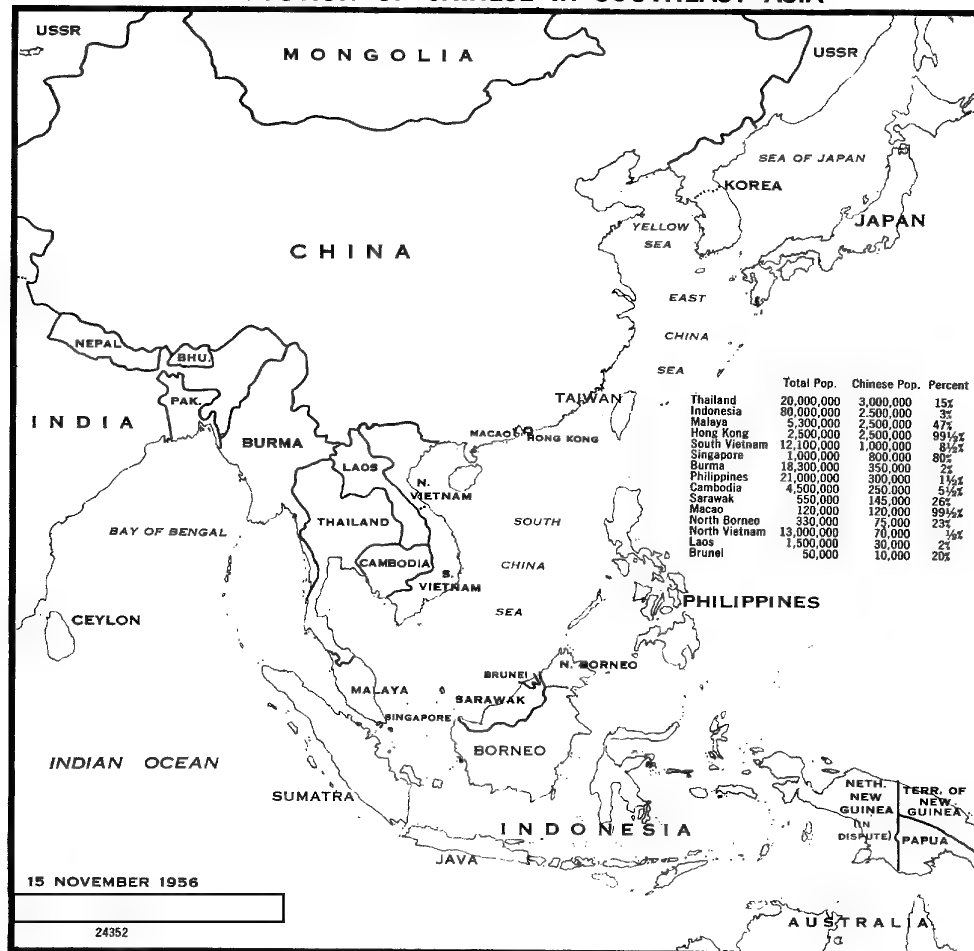 OF CHINESE IN SOUTHEAST ASIA
USSR
MONGOLIA
USSR
SEA OF JAPAN
KOREA
JAPAN
YELLOW
SEA
CHINA
EAST
CHINA
SEA
NEPAL
BHU.
PAK.
INDIA
BURMA
TAIWAN
MACAO
HONG KONG
LAOS
N.
VIETNAM
THAILAND
BAY OF BENGAL
CAMBODIA
S.
VIETNAM
SOUTH
CHINA
SEA
Total Pop. Chinese Pop. Percent
Thailand 20,000,000 3,000,000 15%
Indonesia 80,000,000 2,500,000 3%
Malaya 5,300,000 2,500,000 47%
Hong Kong 2,500,000 2,500,000 99½%
South Vietnam 12,100,000 1,000,000 8½%
Singapore 1,000,000 800,000 80%
Burma 18,300,000 350,000 2%
Philippines 21,000,000 300,000 1½%
Cambodia 4,500,000 250,000 5½%
Sarawak 550,000 145,000 26%
Macao 120,000 120,000 99½%
North Borneo 330,000 75,000 23%
North Vietnam 13,000,000 70,000 ½%
Laos 1,500,000 30,000 2%
Brunei 50,000 10,000 20%
PHILIPPINES
CEYLON
N. BORNEO
BRUNEI
MALAYA
SARAWAK
SINGAPORE
BORNEO
INDIAN OCEAN
SUMATRA
NETH.
NEW
GUINEA
(IN
DISPUTE)
TERR. OF
NEW
GUINEA
PAPUA
INDONESIA
JAVA
15 NOVEMBER 1956
AUSTRALIA
24352